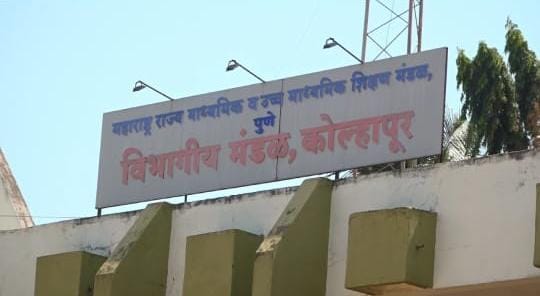 महाराष्ट्र राज्य माध्यमिक व उच्च माध्यमिक शिक्षण मंडळ,
पुणे
विभागीय मंडळ, कोल्हापूर